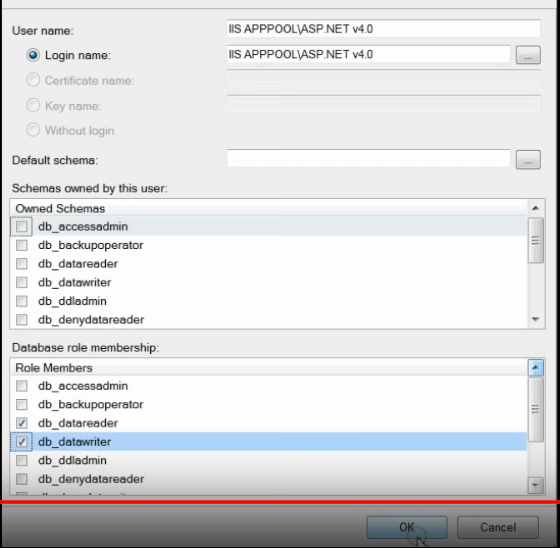 User name: IIS APPPOOL\ASP.NET v4.0
Login name: IIS APPPOOL\ASP.NET v4.0 ...
Certificate name:
Key name:
Without login
Default schema: ...
Schemas owned by this user:
Owned Schemas
db_accessadmin
db_backupoperator
db_datareader
db_datawriter
db_ddladmin
db_denydatareader
Database role membership:
Role Members
db_accessadmin
db_backupoperator
db_datareader
db_datawriter
db_ddladmin
db_denydatareader
OK Cancel